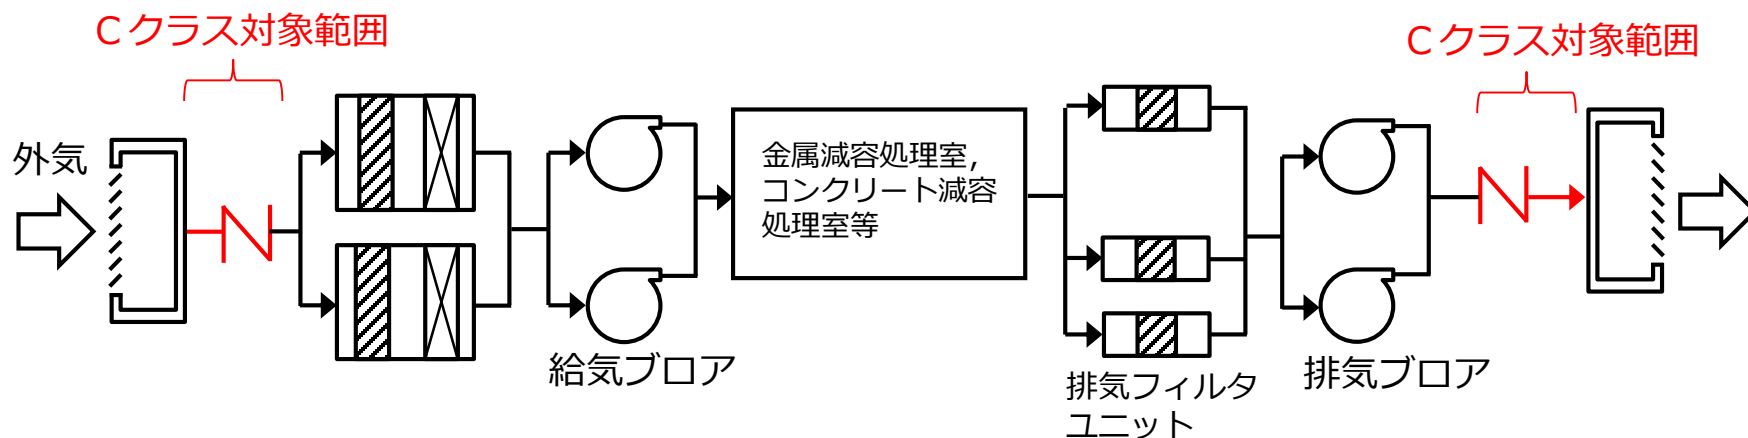 Cクラス対象範囲
Cクラス対象範囲
外気
金属減容処理室,
コンクリート減容
処理室等
給気ブロア
排気フィルタ
ユニット
排気ブロア